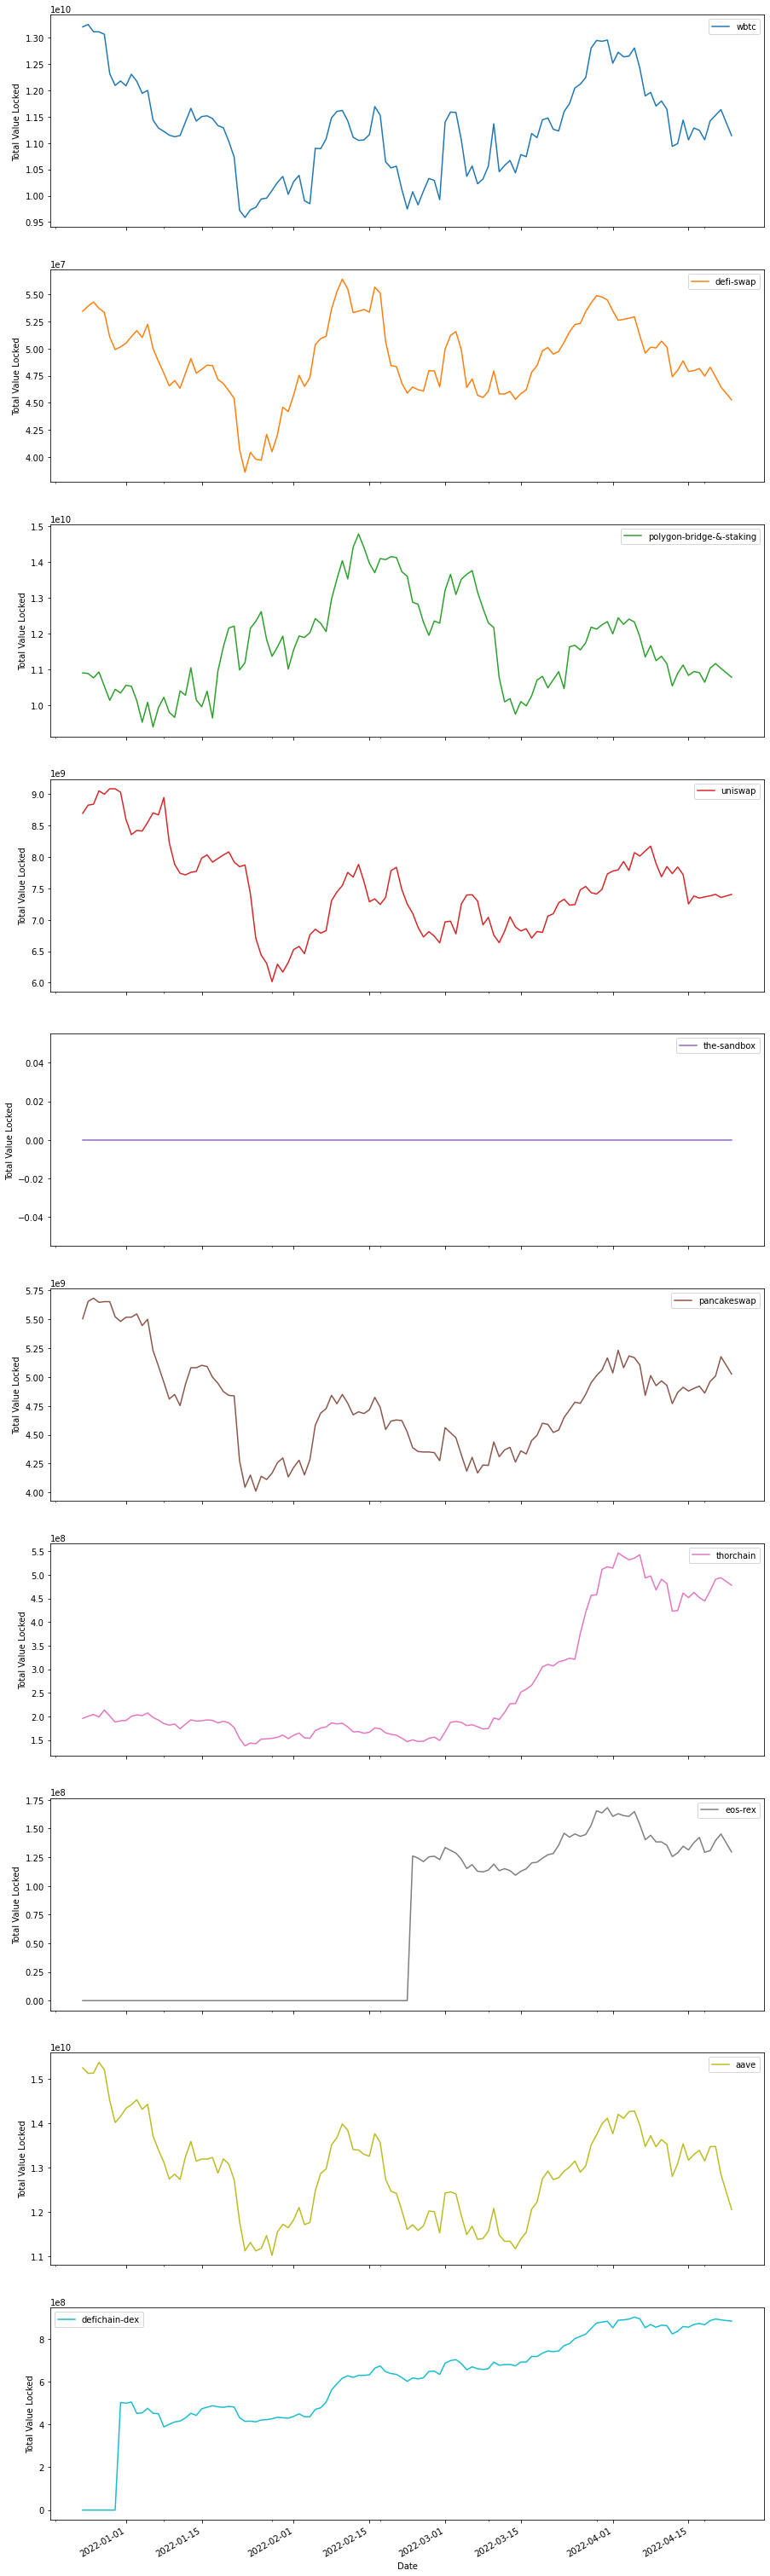 1e10
wbtc
1.30
1.25
1.20
1.15
1.10
1.05
1.00
0.95
Total Value Locked
1e7
defi-swap
5.50
5.25
5.00
4.75
4.50
4.25
4.00
Total Value Locked
1e10
polygon-bridge-&-staking
1.5
1.4
1.3
1.2
1.1
1.0
Total Value Locked
1e9
uniswap
9.0
8.5
8.0
7.5
7.0
6.5
6.0
Total Value Locked
the-sandbox
0.04
0.02
0.00
−0.02
−0.04
Total Value Locked
1e9
pancakeswap
5.75
5.50
5.25
5.00
4.75
4.50
4.25
4.00
Total Value Locked
1e8
thorchain
5.5
5.0
4.5
4.0
3.5
3.0
2.5
2.0
1.5
Total Value Locked
1e8
eos-rex
1.75
1.50
1.25
1.00
0.75
0.50
0.25
0.00
Total Value Locked
1e10
aave
1.5
1.4
1.3
1.2
1.1
Total Value Locked
1e8
defichain-dex
8
6
4
2
0
Total Value Locked
2022-01-01
2022-01-15
2022-02-01
2022-02-15
2022-03-01
2022-03-15
2022-04-01
2022-04-15
Date